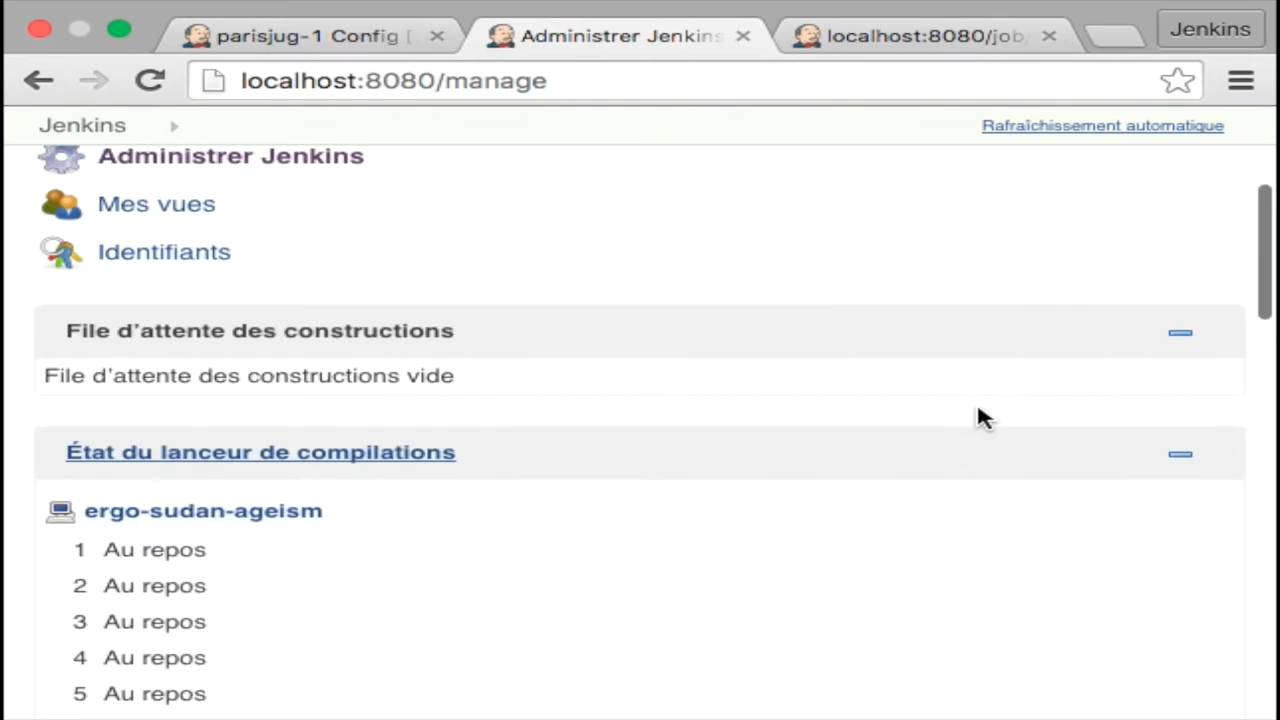 parisjug-1 Config [
Administrer Jenkins
localhost:8080/job
Jenkins
localhost:8080/manage
Jenkins
Rafraîchissement automatique
Administrer Jenkins
Mes vues
Identifiants
File d'attente des constructions
File d'attente des constructions vide
État du lanceur de compilations
ergo-sudan-ageism
1 Au repos
2 Au repos
3 Au repos
4 Au repos
5 Au repos